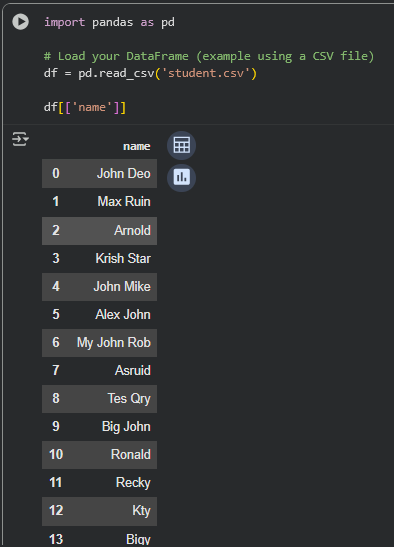 import pandas as pd
# Load your DataFrame (example using a CSV file)
df = pd.read_csv('student.csv')
df[['name']]
name
0 John Deo
1 Max Ruin
2 Arnold
3 Krish Star
4 John Mike
5 Alex John
6 My John Rob
7 Asruid
8 Tes Qry
9 Big John
10 Ronald
11 Recky
12 Kty
13 Bigy